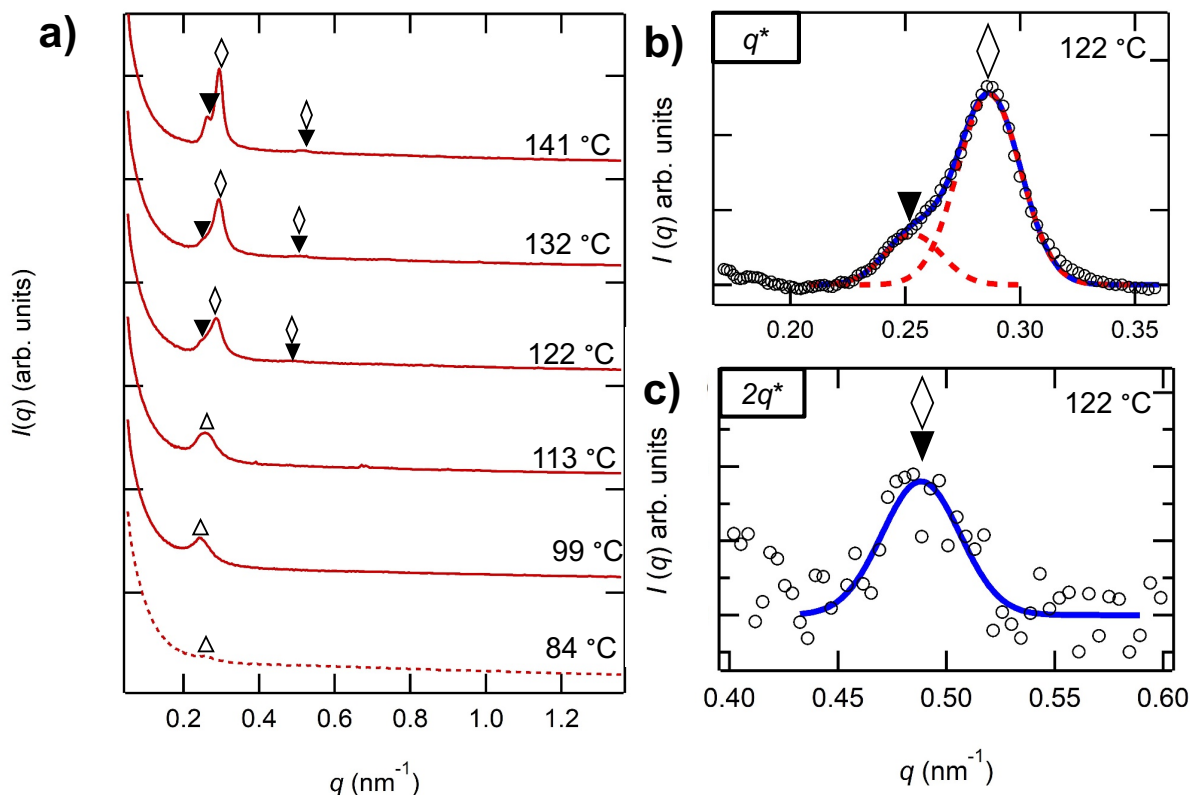 a)
I(q) (arb. units)
141 °C
132 °C
122 °C
113 °C
99 °C
84 °C
0.2 0.4 0.6 0.8 1.0 1.2
q (nm⁻¹)
b)
q*
122 °C
I (q) arb. units
0.20 0.25 0.30 0.35
c)
2q*
122 °C
I (q) arb. units
0.40 0.45 0.50 0.55 0.60
q (nm⁻¹)